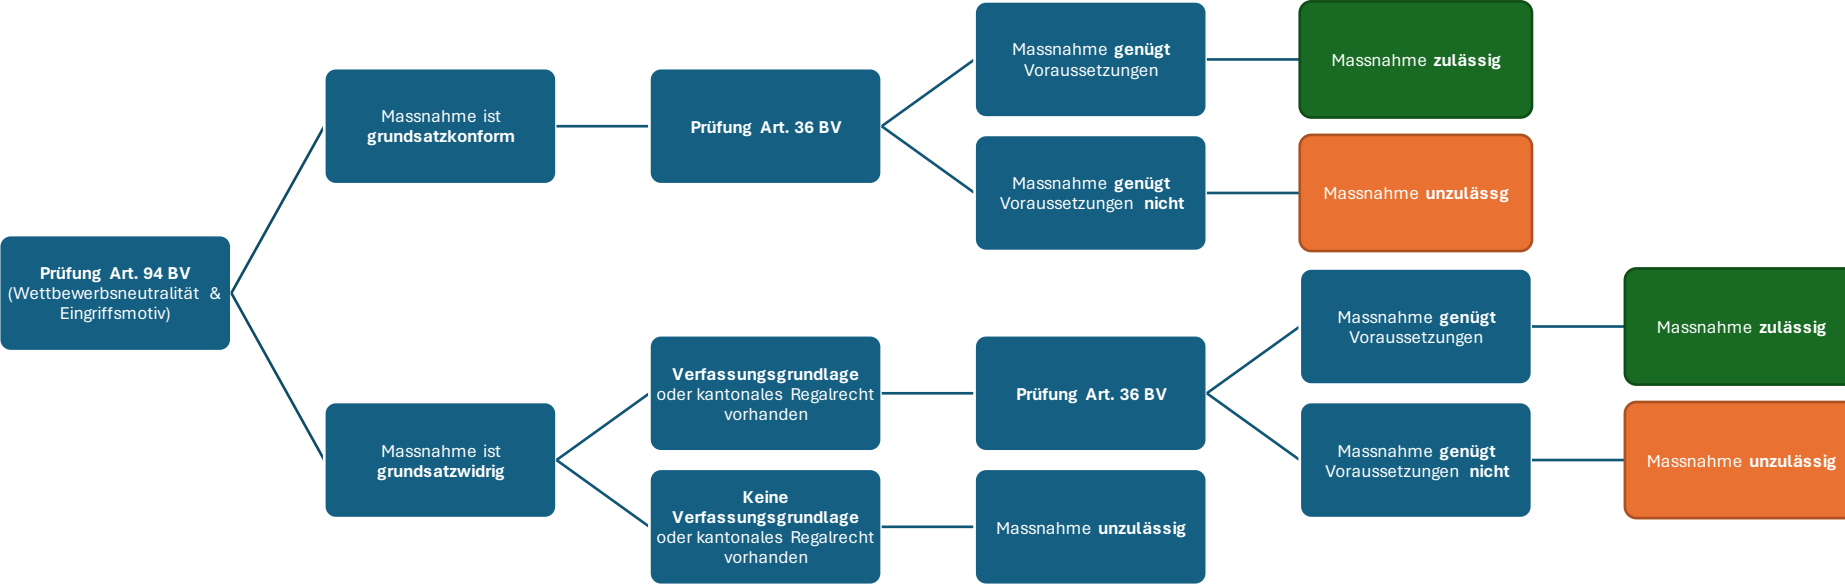 Massnahme genügt
Voraussetzungen
Massnahme zulässig
Massnahme ist
grundsatzkonform
Prüfung Art. 36 BV
Massnahme genügt
Voraussetzungen nicht
Massnahme unzulässg
Prüfung Art. 94 BV
(Wettbewerbsneutralität &
Eingriffsmotiv)
Massnahme genügt
Voraussetzungen
Massnahme zulässig
Verfassungsgrundlage
oder kantonales Regalrecht
vorhanden
Prüfung Art. 36 BV
Massnahme ist
grundsatzwidrig
Massnahme genügt
Voraussetzungen nicht
Massnahme unzulässig
Keine
Verfassungsgrundlage
oder kantonales Regalrecht
vorhanden
Massnahme unzulässig